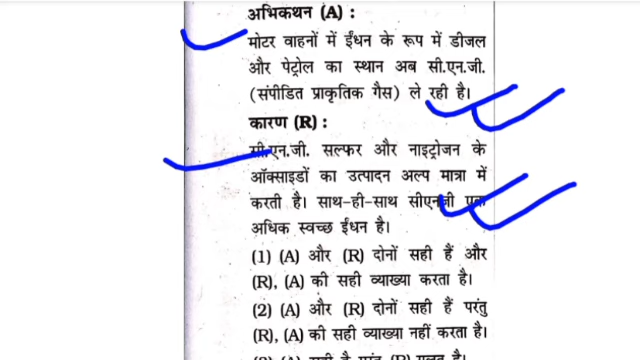 अभिकथन (A) :
मोटर वाहनों में ईंधन के रूप में डीजल
और पेट्रोल का स्थान अब सी.एन.जी.
(संपीडित प्राकृतिक गैस) ले रही है।
कारण (R) :
सी.एन.जी. सल्फर और नाइट्रोजन के
ऑक्साइडों का उत्पादन अल्प मात्रा में
करती है। साथ-ही-साथ सीएनजी एक
अधिक स्वच्छ ईंधन है।
(1) (A) और (R) दोनों सही हैं और
(R), (A) की सही व्याख्या करता है।
(2) (A) और (R) दोनों सही हैं परंतु
(R), (A) की सही व्याख्या नहीं करता है।